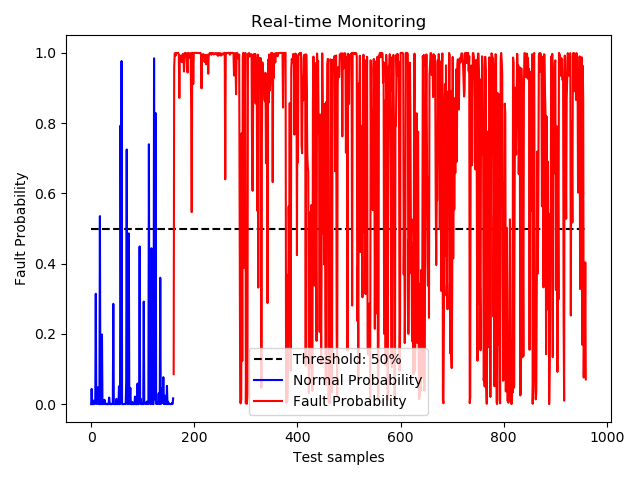 Real-time Monitoring
1.0
0.8
0.6
0.4
0.2
0.0
Fault Probability
Threshold: 50%
Normal Probability
Fault Probability
0 200 400 600 800 1000
Test samples